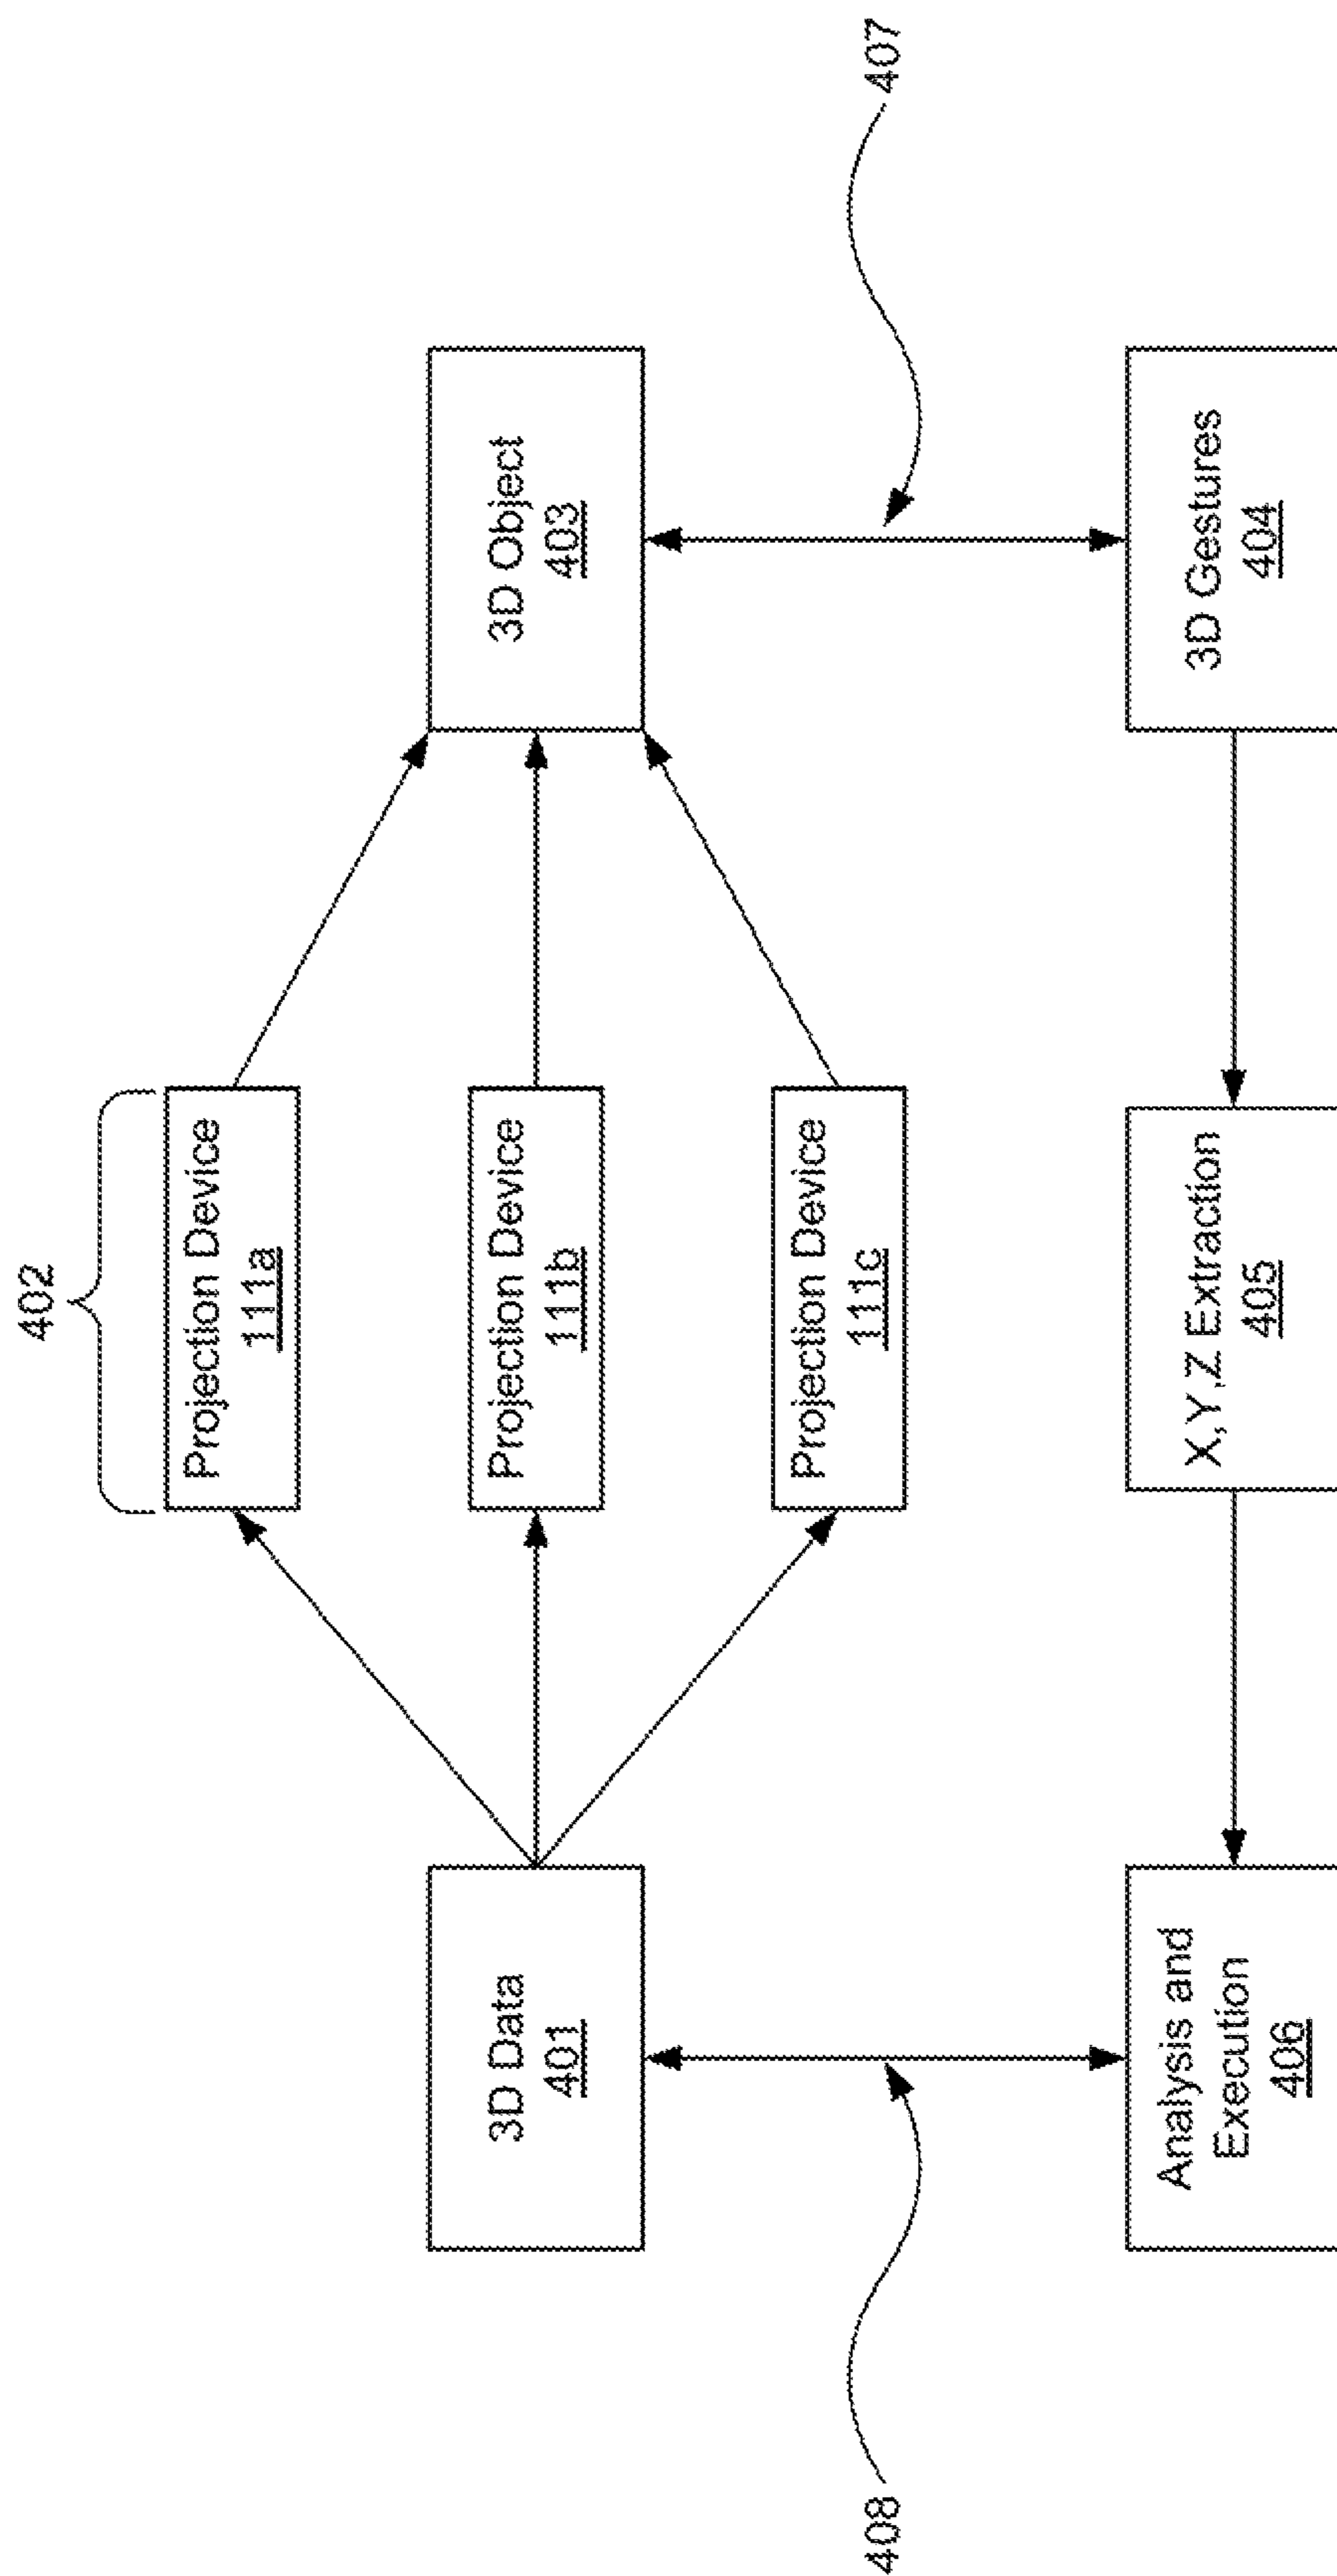 402
Projection Device
111a
3D Data
401
Projection Device
111b
3D Object
403
Projection Device
111c
408
407
Analysis and
Execution
406
X,Y,Z Extraction
405
3D Gestures
404